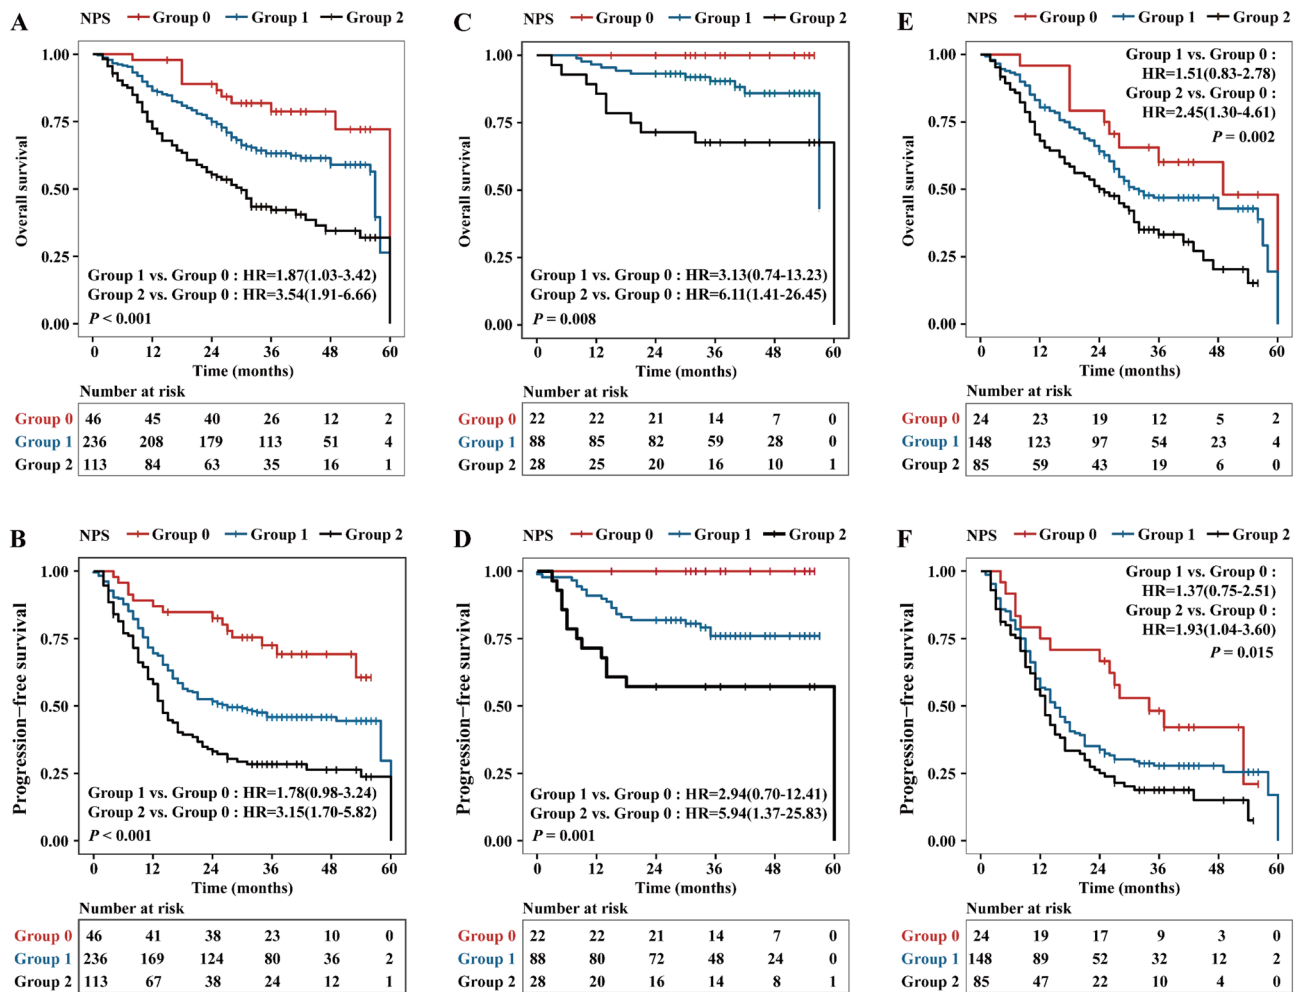 A
NPS Group 0 Group 1 Group 2
Overall survival
1.00
0.75
0.50
0.25
0.00
Group 1 vs. Group 0 : HR=1.87(1.03-3.42)
Group 2 vs. Group 0 : HR=3.54(1.91-6.66)
P < 0.001
0 12 24 36 48 60
Time (months)
Number at risk
Group 0 46 45 40 26 12 2
Group 1 236 208 179 113 51 4
Group 2 113 84 63 35 16 1
C
NPS Group 0 Group 1 Group 2
Overall survival
1.00
0.75
0.50
0.25
0.00
Group 1 vs. Group 0 : HR=3.13(0.74-13.23)
Group 2 vs. Group 0 : HR=6.11(1.41-26.45)
P = 0.008
0 12 24 36 48 60
Time (months)
Number at risk
Group 0 22 22 21 14 7 0
Group 1 88 85 82 59 28 0
Group 2 28 25 20 16 10 1
E
NPS Group 0 Group 1 Group 2
Overall survival
1.00
0.75
0.50
0.25
0.00
Group 1 vs. Group 0 :
HR=1.51(0.83-2.78)
Group 2 vs. Group 0 :
HR=2.45(1.30-4.61)
P = 0.002
0 12 24 36 48 60
Time (months)
Number at risk
Group 0 24 23 19 12 5 2
Group 1 148 123 97 54 23 4
Group 2 85 59 43 19 6 0
B
NPS Group 0 Group 1 Group 2
Progression–free survival
1.00
0.75
0.50
0.25
0.00
Group 1 vs. Group 0 : HR=1.78(0.98-3.24)
Group 2 vs. Group 0 : HR=3.15(1.70-5.82)
P < 0.001
0 12 24 36 48 60
Time (months)
Number at risk
Group 0 46 41 38 23 10 0
Group 1 236 169 124 80 36 2
Group 2 113 67 38 24 12 1
D
NPS Group 0 Group 1 Group 2
Progression–free survival
1.00
0.75
0.50
0.25
0.00
Group 1 vs. Group 0 : HR=2.94(0.70-12.41)
Group 2 vs. Group 0 : HR=5.94(1.37-25.83)
P = 0.001
0 12 24 36 48 60
Time (months)
Number at risk
Group 0 22 22 21 14 7 0
Group 1 88 80 72 48 24 0
Group 2 28 20 16 14 8 1
F
NPS Group 0 Group 1 Group 2
Progression–free survival
1.00
0.75
0.50
0.25
0.00
Group 1 vs. Group 0 :
HR=1.37(0.75-2.51)
Group 2 vs. Group 0 :
HR=1.93(1.04-3.60)
P = 0.015
0 12 24 36 48 60
Time (months)
Number at risk
Group 0 24 19 17 9 3 0
Group 1 148 89 52 32 12 2
Group 2 85 47 22 10 4 0